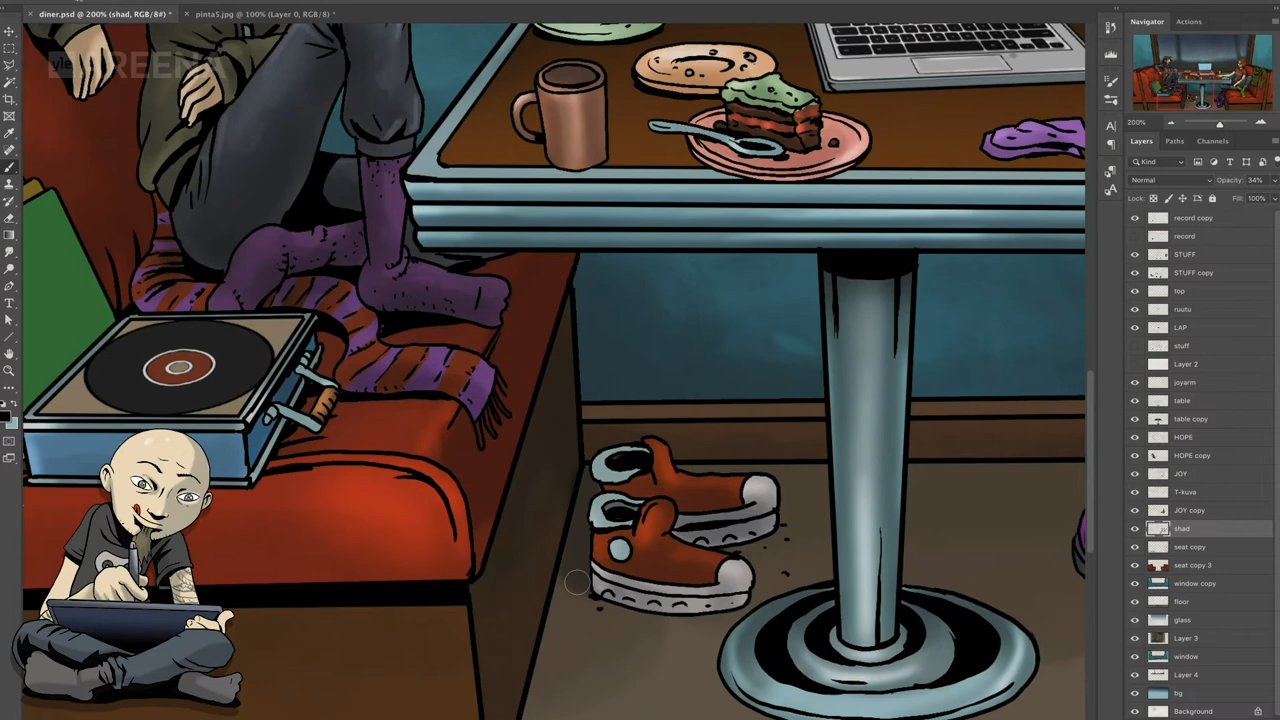 diner.psd @ 200% (shad, RGB/8#) *
pinta5.jpg @ 100% (Layer 0, RGB/8) *
Navigator
Actions
200%
Layers
Paths
Channels
Kind
Normal
Opacity: 34%
Lock:
Fill: 100%
record copy
record
STUFF
STUFF copy
top
ruutu
LAP
stuff
Layer 2
joyarm
table
table copy
HOPE
HOPE copy
JOY
T-kuva
JOY copy
shad
seat copy
seat copy 3
window copy
floor
glass
Layer 3
window
Layer 4
bg
Background